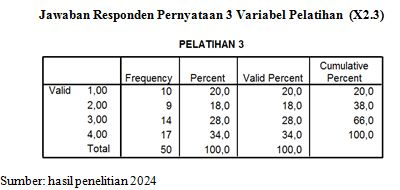 Jawaban Responden Pernyataan 3 Variabel Pelatihan (X2.3)
PELATIHAN 3
Frequency Percent Valid Percent Cumulative Percent
Valid 1,00 10 20,0 20,0 20,0
2,00 9 18,0 18,0 38,0
3,00 14 28,0 28,0 66,0
4,00 17 34,0 34,0 100,0
Total 50 100,0 100,0
Sumber: hasil penelitian 2024